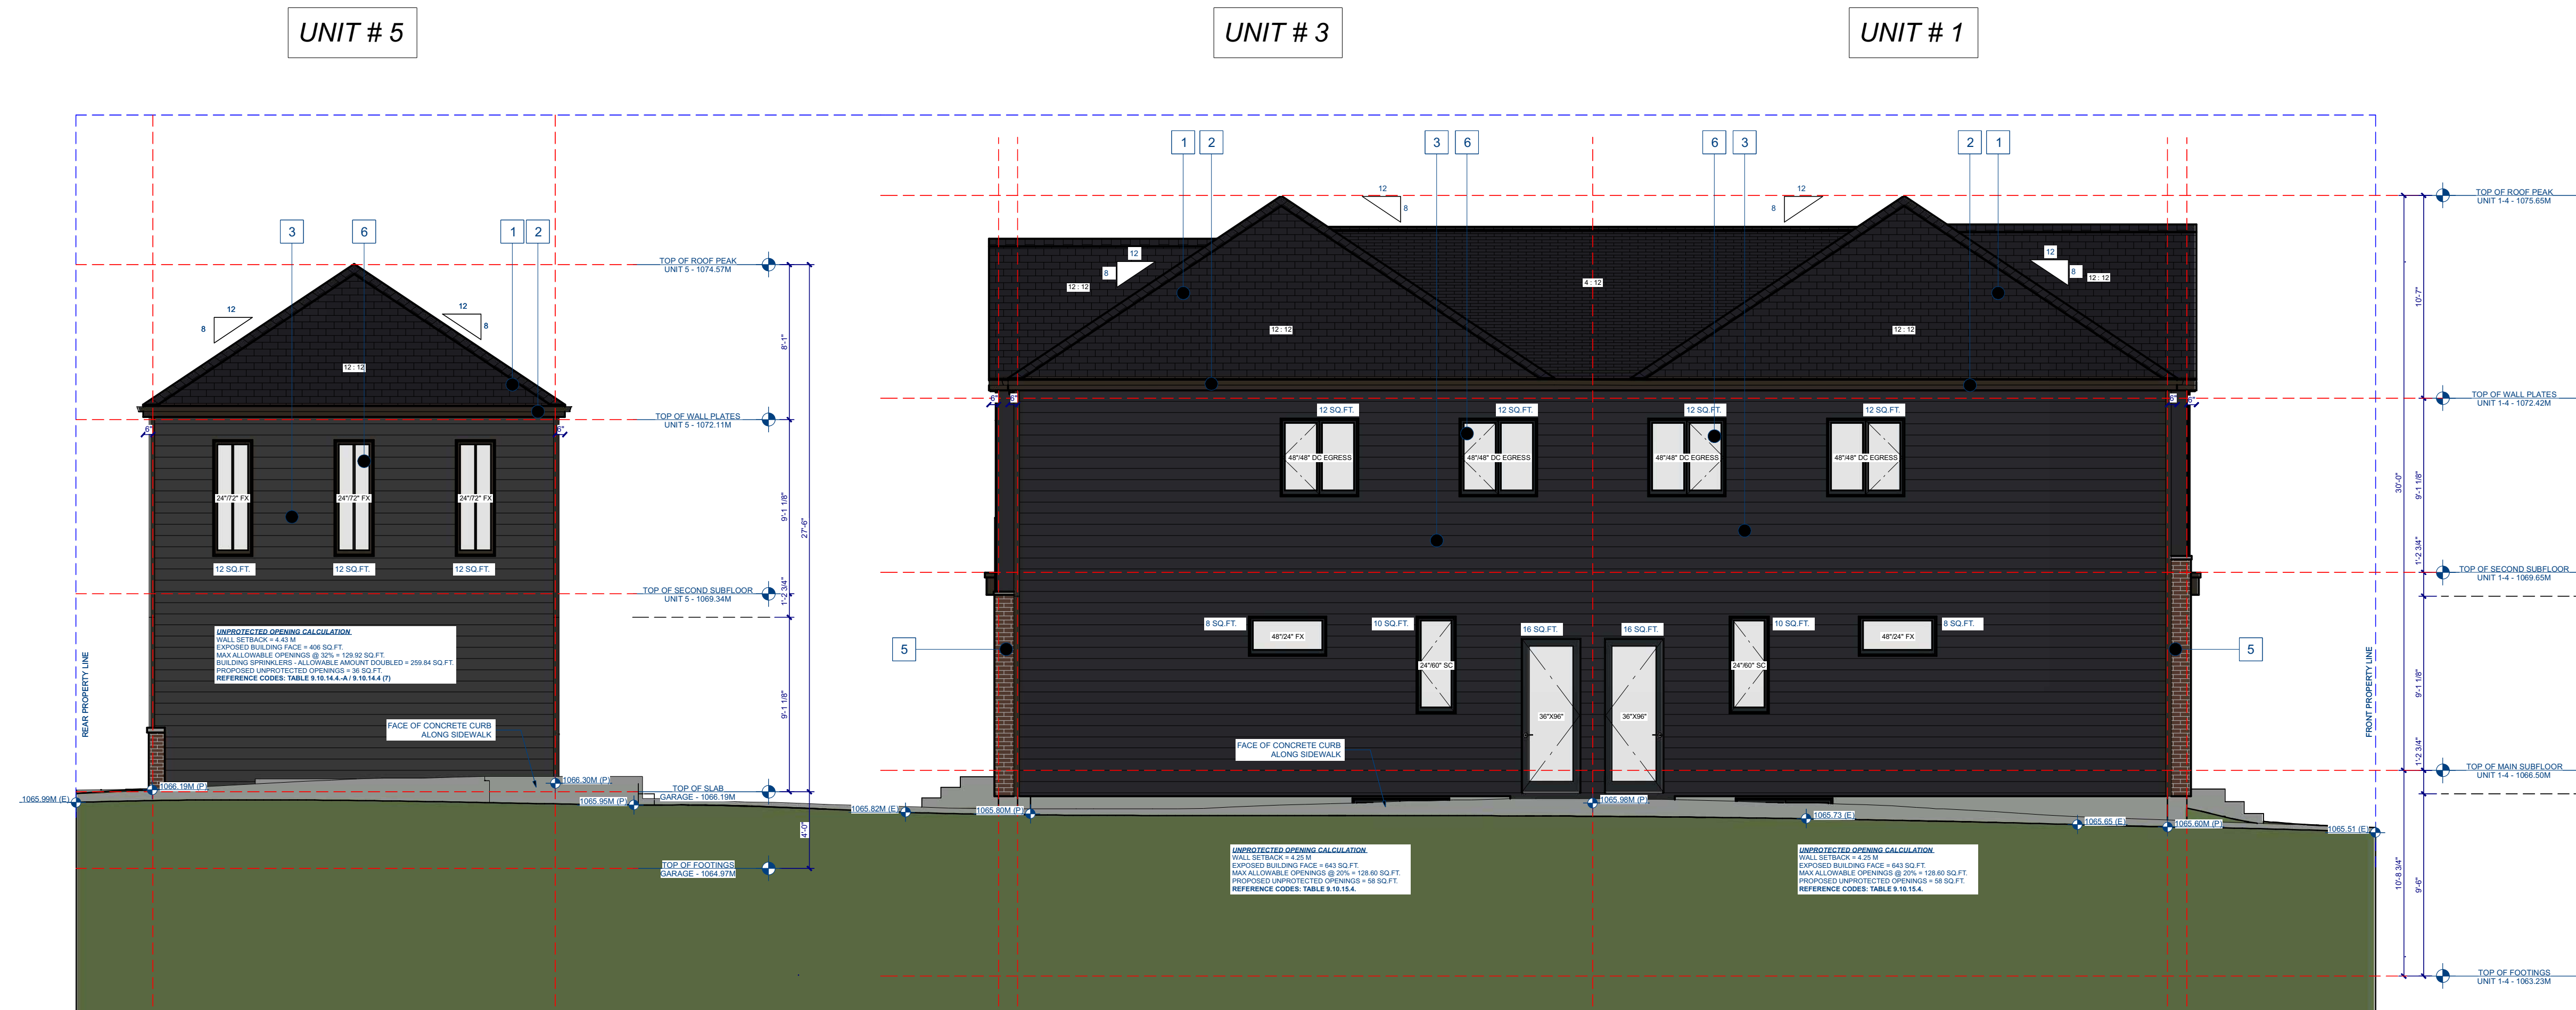 UNIT # 5
UNIT # 3
UNIT # 1
1
2
3
6
6
3
2
1
12
8
12
8
TOP OF ROOF PEAK
UNIT 1-4 - 1075.65M
3
6
1
2
12
8
12 : 12
12
8
12 : 12
4 : 12
TOP OF ROOF PEAK
UNIT 5 - 1074.57M
10'-7"
12
8
12
8
12 : 12
12 : 12
8'-1"
12 : 12
6"
6"
6"
6"
TOP OF WALL PLATES
UNIT 1-4 - 1072.42M
TOP OF WALL PLATES
UNIT 5 - 1072.11M
6"
6"
12 SQ.FT.
12 SQ.FT.
12 SQ.FT.
12 SQ.FT.
48"/48" DC EGRESS
48"/48" DC EGRESS
48"/48" DC EGRESS
48"/48" DC EGRESS
24"/72" FX
24"/72" FX
24"/72" FX
9'-1 1/8"
27'-6"
30'-0"
9'-1 1/8"
12 SQ.FT.
12 SQ.FT.
12 SQ.FT.
1'-2 3/4"
TOP OF SECOND SUBFLOOR
UNIT 1-4 - 1069.65M
TOP OF SECOND SUBFLOOR
UNIT 5 - 1069.34M
1'-2 3/4"
8 SQ.FT.
48"/24" FX
10 SQ.FT.
24"/60" SC
16 SQ.FT.
16 SQ.FT.
10 SQ.FT.
24"/60" SC
48"/24" FX
8 SQ.FT.
UNPROTECTED OPENING CALCULATION
WALL SETBACK = 4.43 M
EXPOSED BUILDING FACE = 406 SQ.FT.
MAX ALLOWABLE OPENINGS @ 32% = 129.92 SQ.FT.
BUILDING SPRINKLERS - ALLOWABLE AMOUNT DOUBLED = 259.84 SQ.FT.
PROPOSED UNPROTECTED OPENINGS = 36 SQ.FT.
REFERENCE CODES: TABLE 9.10.14.4.-A / 9.10.14.4 (7)
5
5
REAR PROPERTY LINE
FRONT PROPERTY LINE
9'-1 1/8"
9'-1 1/8"
36"X96"
36"X96"
FACE OF CONCRETE CURB
ALONG SIDEWALK
FACE OF CONCRETE CURB
ALONG SIDEWALK
1'-2 3/4"
TOP OF MAIN SUBFLOOR
UNIT 1-4 - 1066.50M
1065.99M (E)
1066.19M (P)
1066.30M (P)
1065.95M (P)
TOP OF SLAB
GARAGE - 1066.19M
1065.82M (E)
1065.80M (P)
1065.98M (P)
1065.73 (E)
1065.65 (E)
1065.60M (P)
1065.51 (E)
4'-0"
TOP OF FOOTINGS
GARAGE - 1064.97M
UNPROTECTED OPENING CALCULATION
WALL SETBACK = 4.25 M
EXPOSED BUILDING FACE = 643 SQ.FT.
MAX ALLOWABLE OPENINGS @ 20% = 128.60 SQ.FT.
PROPOSED UNPROTECTED OPENINGS = 58 SQ.FT.
REFERENCE CODES: TABLE 9.10.15.4.
UNPROTECTED OPENING CALCULATION
WALL SETBACK = 4.25 M
EXPOSED BUILDING FACE = 643 SQ.FT.
MAX ALLOWABLE OPENINGS @ 20% = 128.60 SQ.FT.
PROPOSED UNPROTECTED OPENINGS = 58 SQ.FT.
REFERENCE CODES: TABLE 9.10.15.4.
10'-8 3/4"
9'-6"
TOP OF FOOTINGS
UNIT 1-4 - 1063.23M